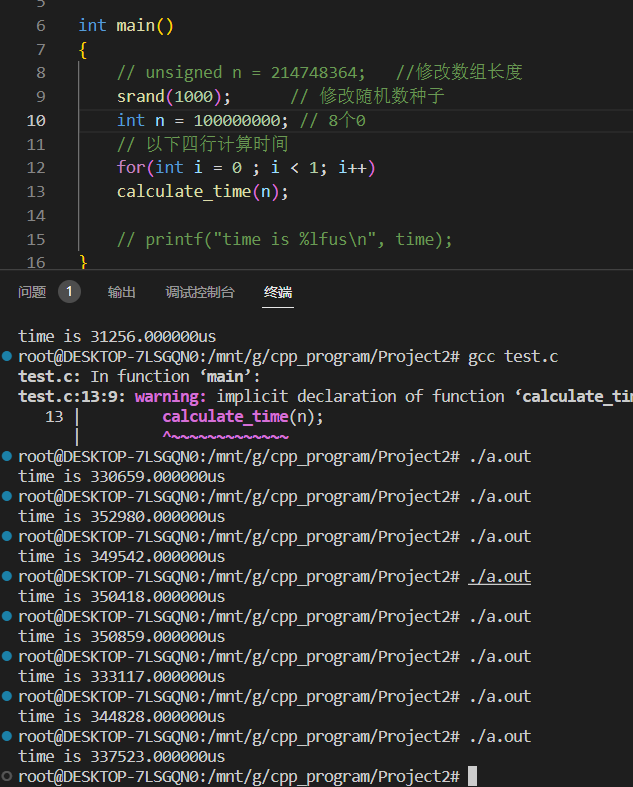 5
6 int main()
7 {
8 // unsigned n = 214748364; //修改数组长度
9 srand(1000); // 修改随机数种子
10 int n = 100000000; // 8个0
11 // 以下四行计算时间
12 for(int i = 0 ; i < 1; i++)
13 calculate_time(n);
14
15 // printf("time is %lfus\n", time);
16 }
问题 1 输出 调试控制台 终端
time is 31256.000000us
root@DESKTOP-7LSGQN0:/mnt/g/cpp_program/Project2# gcc test.c
test.c: In function ‘main’:
test.c:13:9: warning: implicit declaration of function ‘calculate_tim
13 | calculate_time(n);
| ^~~~~~~~~~~~~~
root@DESKTOP-7LSGQN0:/mnt/g/cpp_program/Project2# ./a.out
time is 330659.000000us
root@DESKTOP-7LSGQN0:/mnt/g/cpp_program/Project2# ./a.out
time is 352980.000000us
root@DESKTOP-7LSGQN0:/mnt/g/cpp_program/Project2# ./a.out
time is 349542.000000us
root@DESKTOP-7LSGQN0:/mnt/g/cpp_program/Project2# ./a.out
time is 350418.000000us
root@DESKTOP-7LSGQN0:/mnt/g/cpp_program/Project2# ./a.out
time is 350859.000000us
root@DESKTOP-7LSGQN0:/mnt/g/cpp_program/Project2# ./a.out
time is 333117.000000us
root@DESKTOP-7LSGQN0:/mnt/g/cpp_program/Project2# ./a.out
time is 344828.000000us
root@DESKTOP-7LSGQN0:/mnt/g/cpp_program/Project2# ./a.out
time is 337523.000000us
root@DESKTOP-7LSGQN0:/mnt/g/cpp_program/Project2#